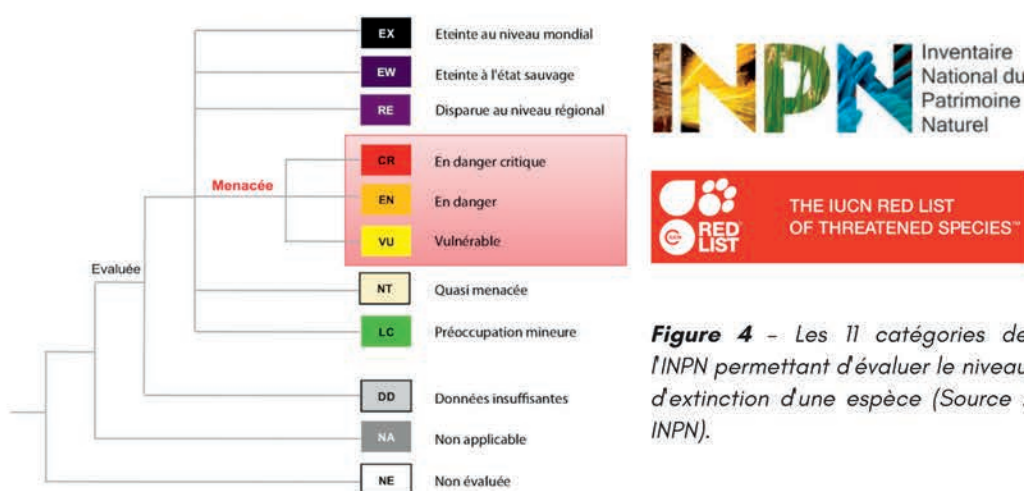 EX Eteinte au niveau mondial
EW Eteinte à l'état sauvage
RE Disparue au niveau régional
Menacée
CR En danger critique
EN En danger
VU Vulnérable
Evaluée
NT Quasi menacée
LC Préoccupation mineure
DD Données insuffisantes
NA Non applicable
NE Non évaluée
INPN
Inventaire
National du
Patrimoine
Naturel
IUCN
RED
LIST
THE IUCN RED LIST
OF THREATENED SPECIES™
Figure 4 – Les 11 catégories de
l'INPN permettant d'évaluer le niveau
d'extinction d'une espèce (Source :
INPN).